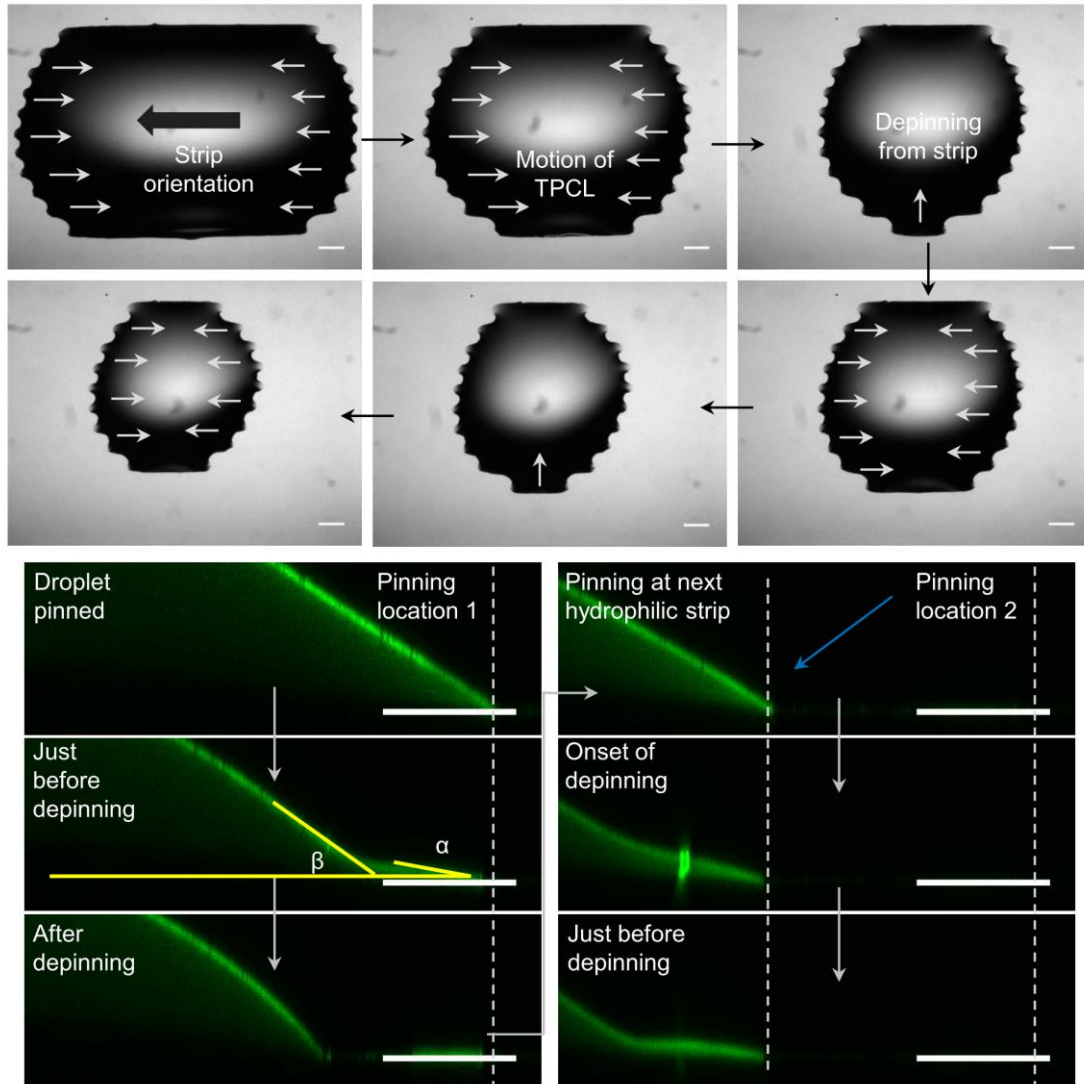 Strip
orientation
Motion of
TPCL
Depinning
from strip
Droplet
pinned
Pinning
location 1
Just
before
depinning
β
α
After
depinning
Pinning at next
hydrophilic strip
Pinning
location 2
Onset of
depinning
Just before
depinning